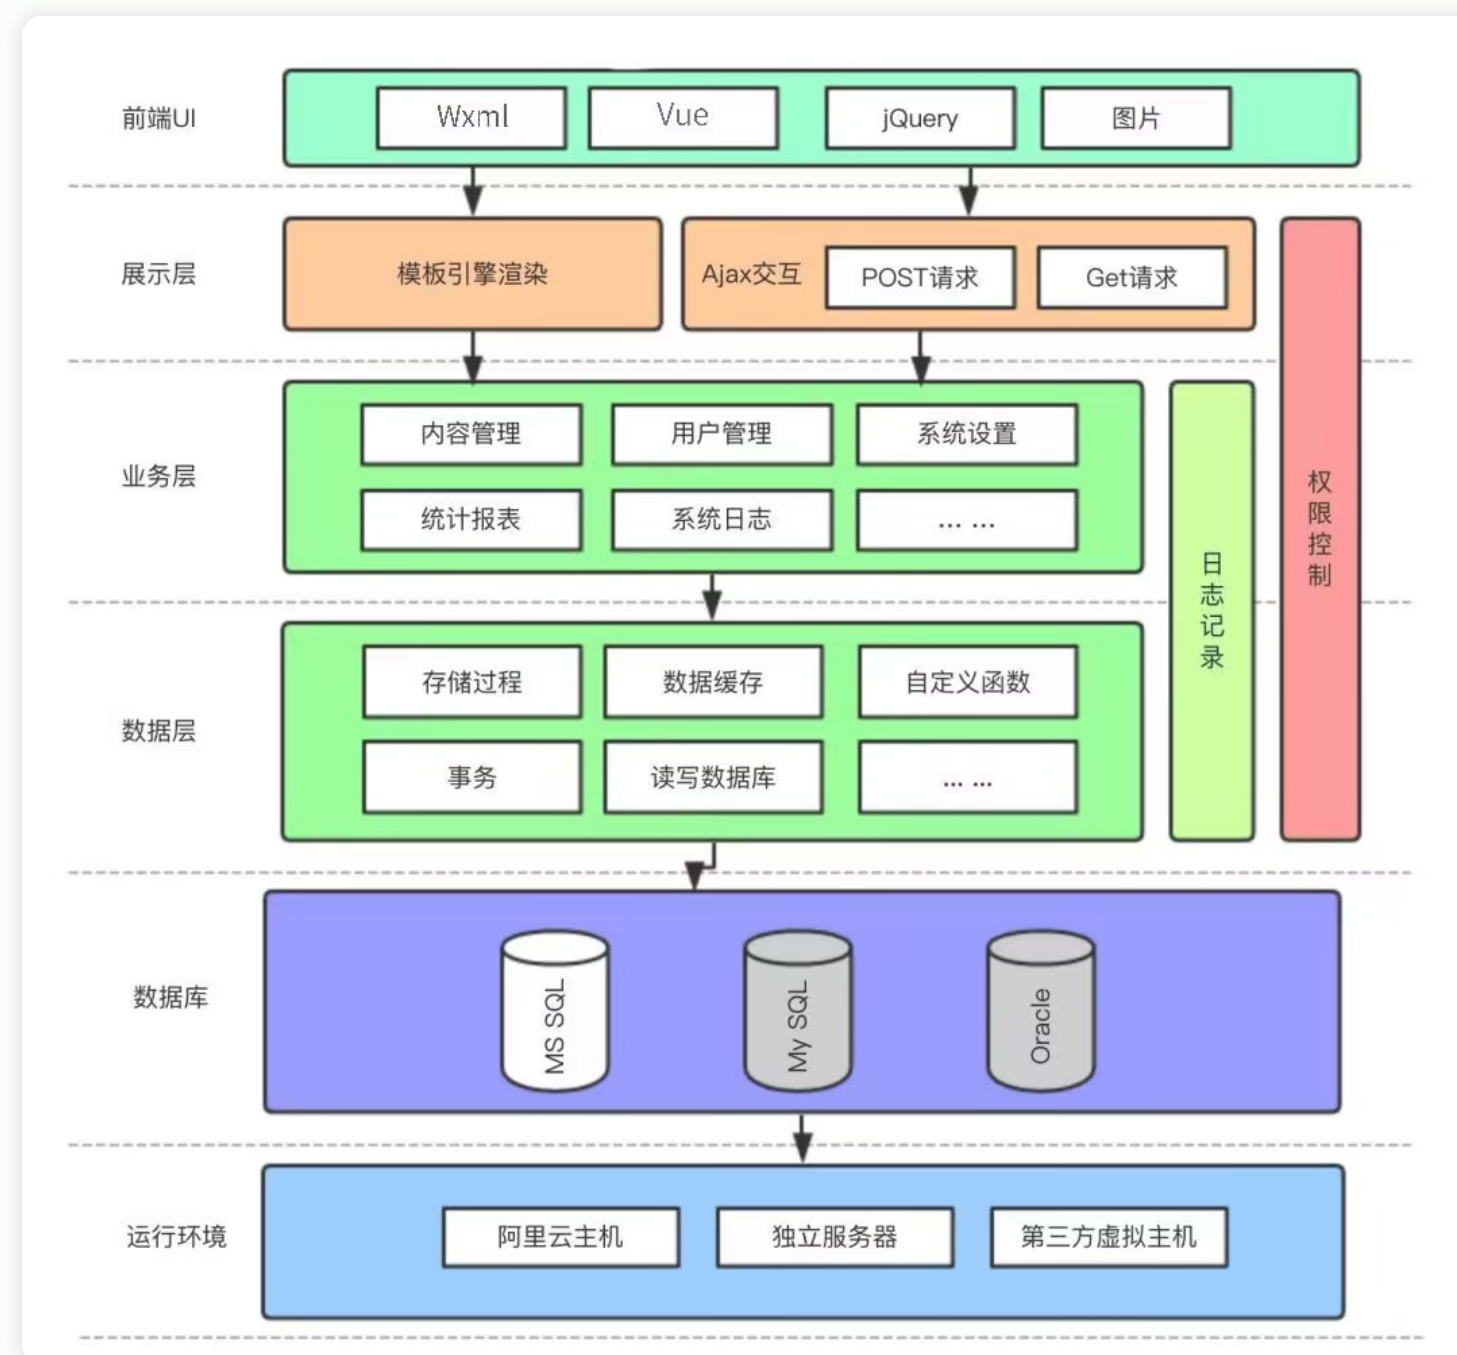 前端UI
Wxml
Vue
jQuery
图片
展示层
模板引擎渲染
Ajax交互
POST请求
Get请求
业务层
内容管理
用户管理
系统设置
统计报表
系统日志
... ...
日志记录
权限控制
数据层
存储过程
数据缓存
自定义函数
事务
读写数据库
... ...
数据库
MS SQL
My SQL
Oracle
运行环境
阿里云主机
独立服务器
第三方虚拟主机